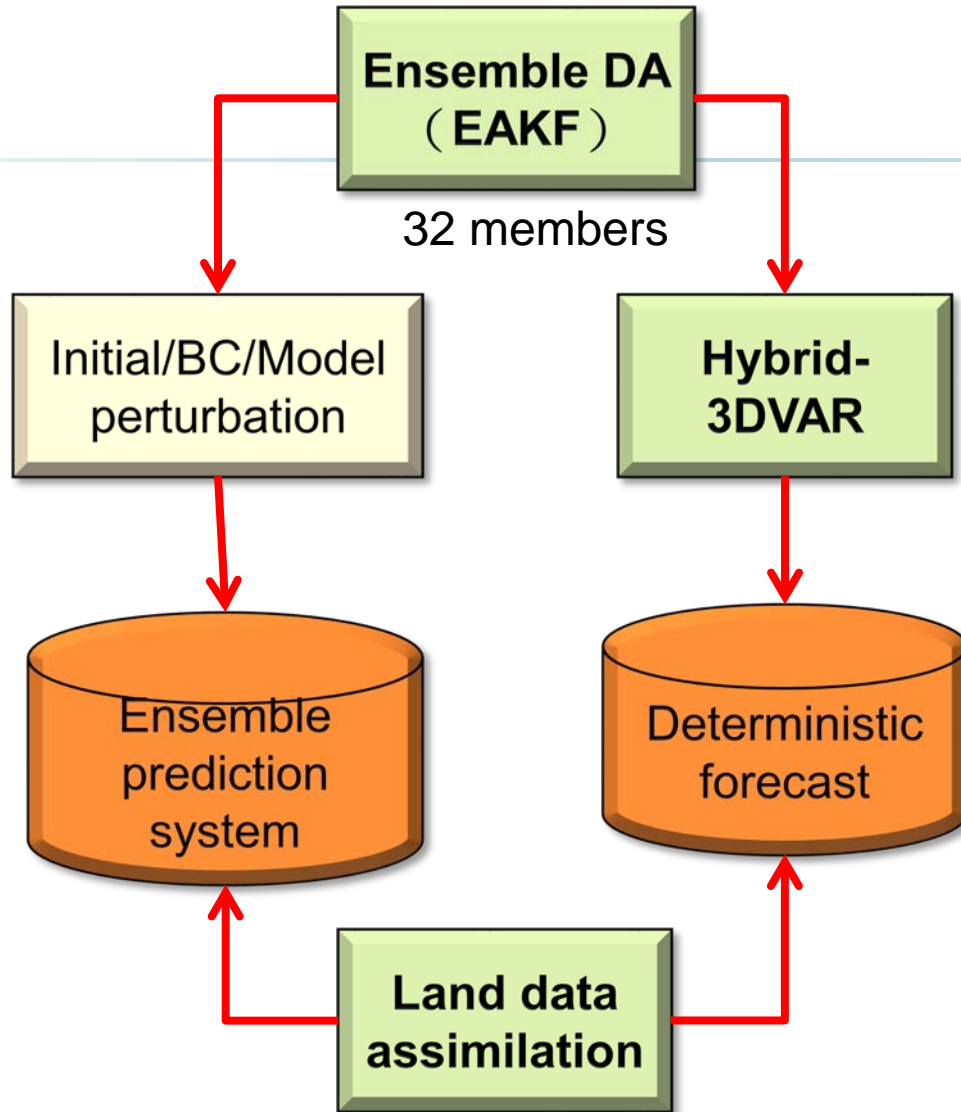 Ensemble DA
（EAKF）
32 members
Initial/BC/Model
perturbation
Hybrid-
3DVAR
Ensemble
prediction
system
Deterministic
forecast
Land data
assimilation